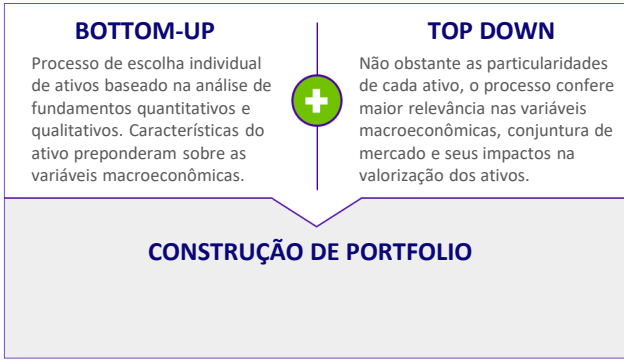 BOTTOM-UP
Processo de escolha individual
de ativos baseado na análise de
fundamentos quantitativos e
qualitativos. Características do
ativo preponderam sobre as
variáveis macroeconômicas.
TOP DOWN
Não obstante as particularidades
de cada ativo, o processo confere
maior relevância nas variáveis
macroeconômicas, conjuntura de
mercado e seus impactos na
valorização dos ativos.
CONSTRUÇÃO DE PORTFOLIO